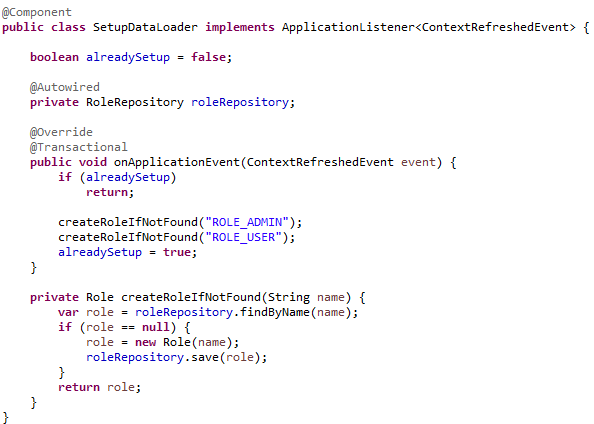 @Component
public class SetupDataLoader implements ApplicationListener<ContextRefreshedEvent> {
boolean alreadySetup = false;
@Autowired
private RoleRepository roleRepository;
@Override
@Transactional
public void onApplicationEvent(ContextRefreshedEvent event) {
if (alreadySetup)
return;
createRoleIfNotFound("ROLE_ADMIN");
createRoleIfNotFound("ROLE_USER");
alreadySetup = true;
}
private Role createRoleIfNotFound(String name) {
var role = roleRepository.findByName(name);
if (role == null) {
role = new Role(name);
roleRepository.save(role);
}
return role;
}
}